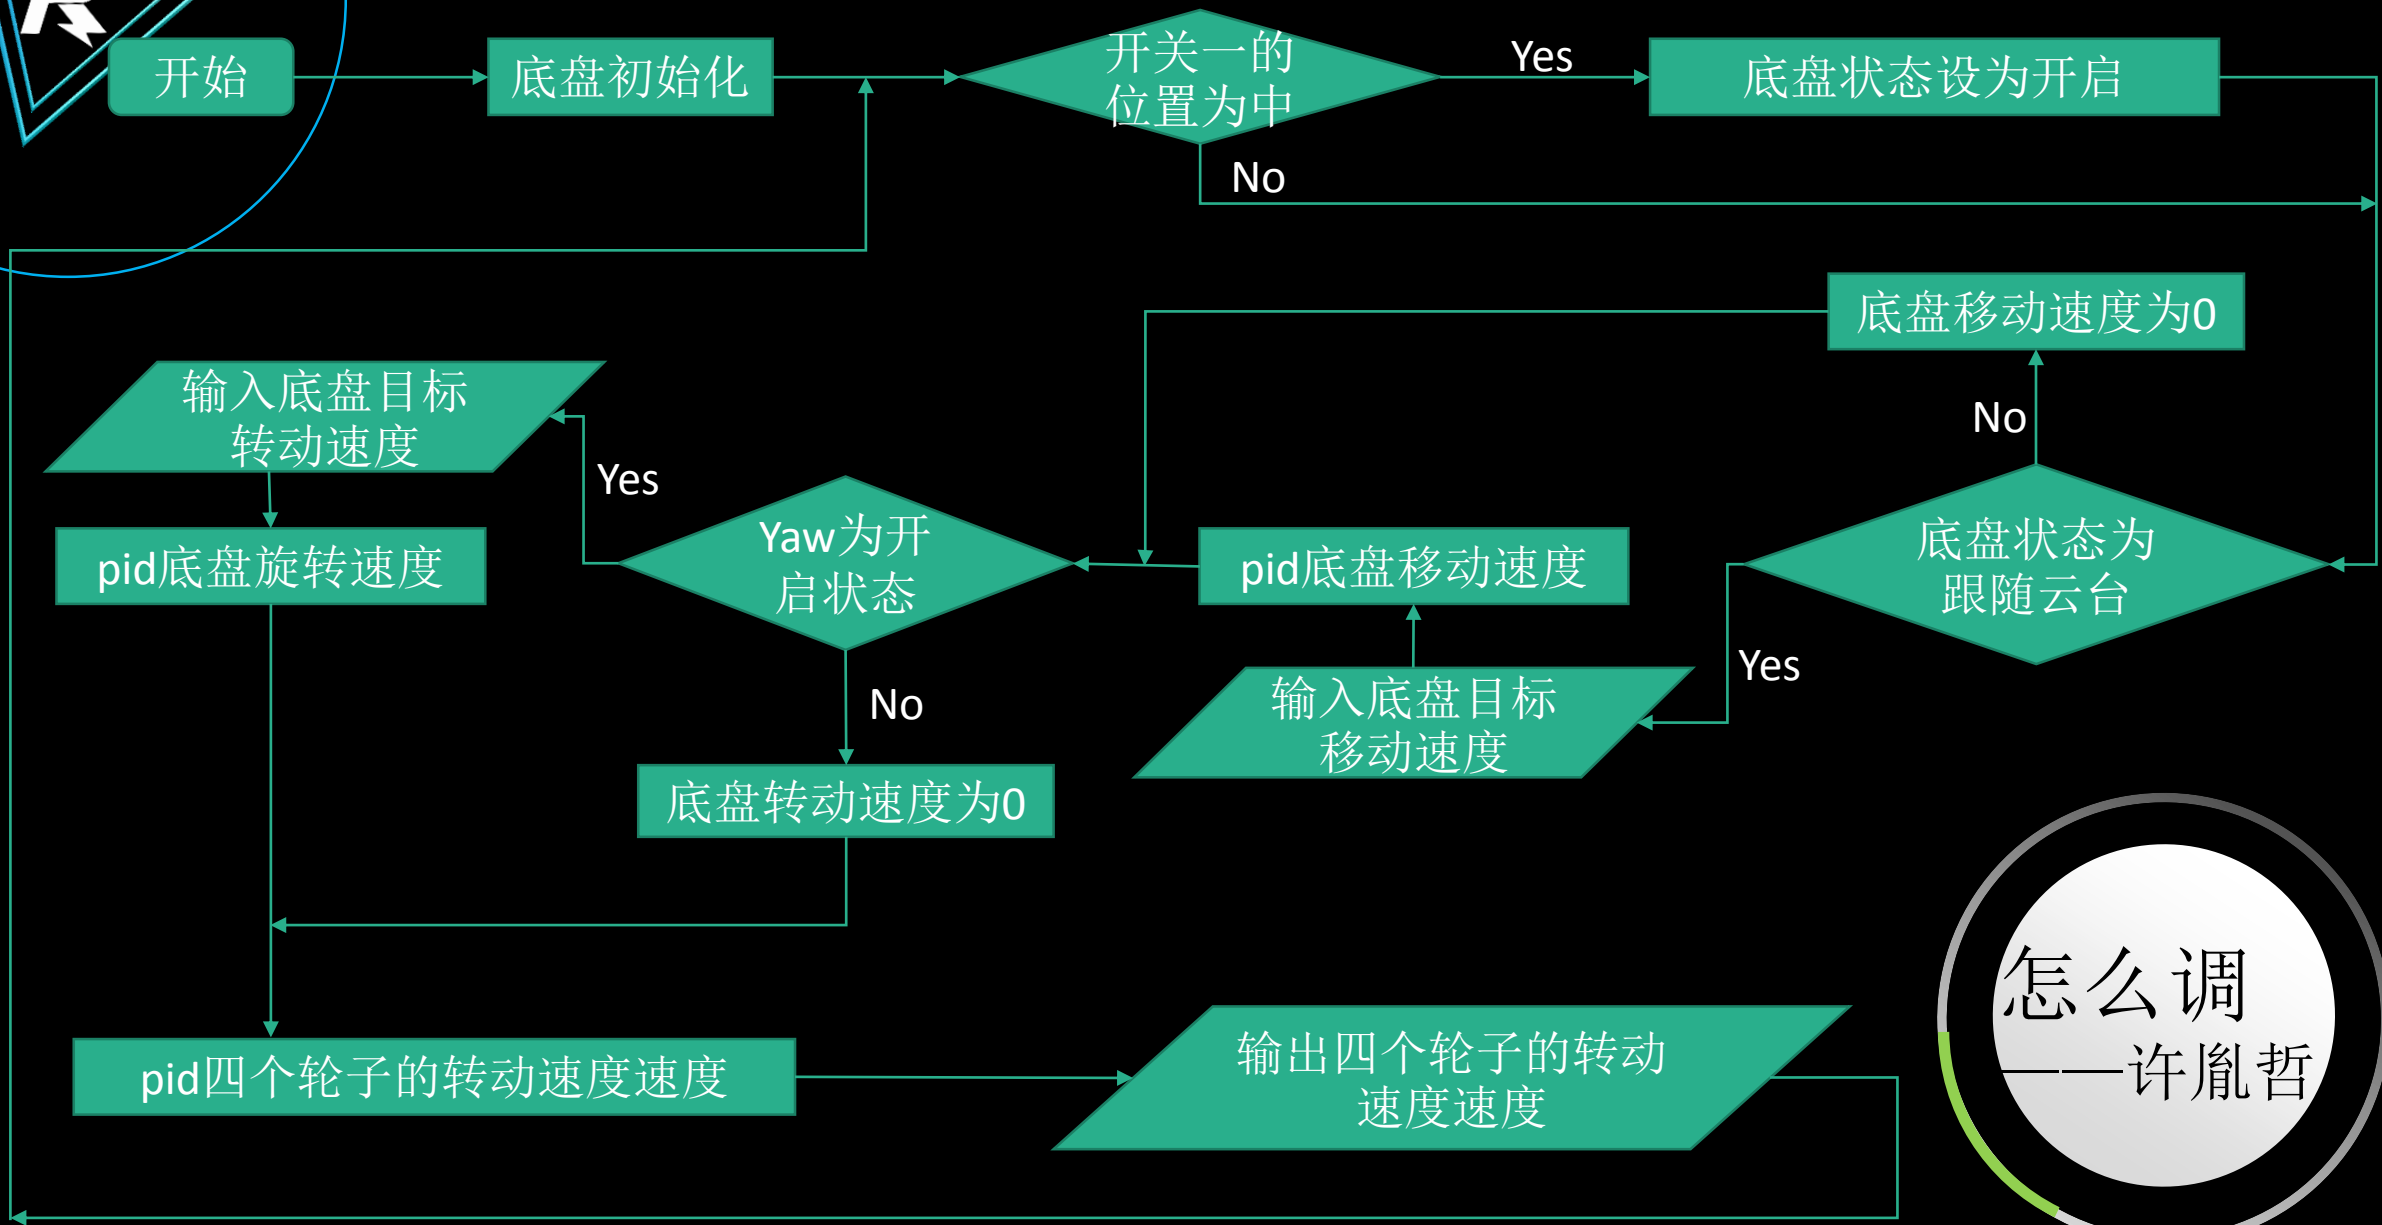 开始
底盘初始化
开关一的
位置为中
Yes
底盘状态设为开启
No
底盘移动速度为0
No
输入底盘目标
转动速度
Yes
Yaw为开
启状态
pid底盘移动速度
底盘状态为
跟随云台
pid底盘旋转速度
Yes
输入底盘目标
移动速度
No
底盘转动速度为0
pid四个轮子的转动速度速度
输出四个轮子的转动
速度速度
怎么调
——许胤哲